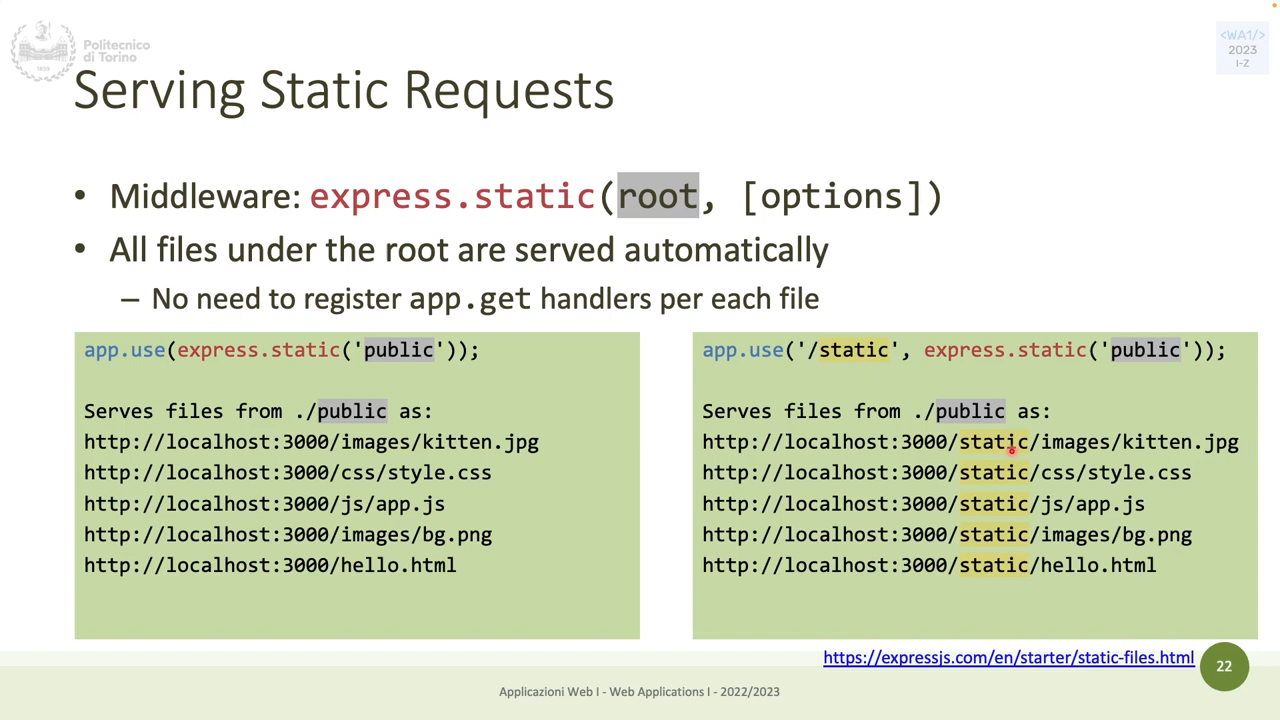 Politecnico
di Torino
1859
<WA1/>
2023
I-Z
Serving Static Requests
• Middleware: express.static(root, [options])
• All files under the root are served automatically
– No need to register app.get handlers per each file
app.use(express.static('public'));
Serves files from ./public as:
http://localhost:3000/images/kitten.jpg
http://localhost:3000/css/style.css
http://localhost:3000/js/app.js
http://localhost:3000/images/bg.png
http://localhost:3000/hello.html
app.use('/static', express.static('public'));
Serves files from ./public as:
http://localhost:3000/static/images/kitten.jpg
http://localhost:3000/static/css/style.css
http://localhost:3000/static/js/app.js
http://localhost:3000/static/images/bg.png
http://localhost:3000/static/hello.html
https://expressjs.com/en/starter/static-files.html
22
Applicazioni Web I - Web Applications I - 2022/2023